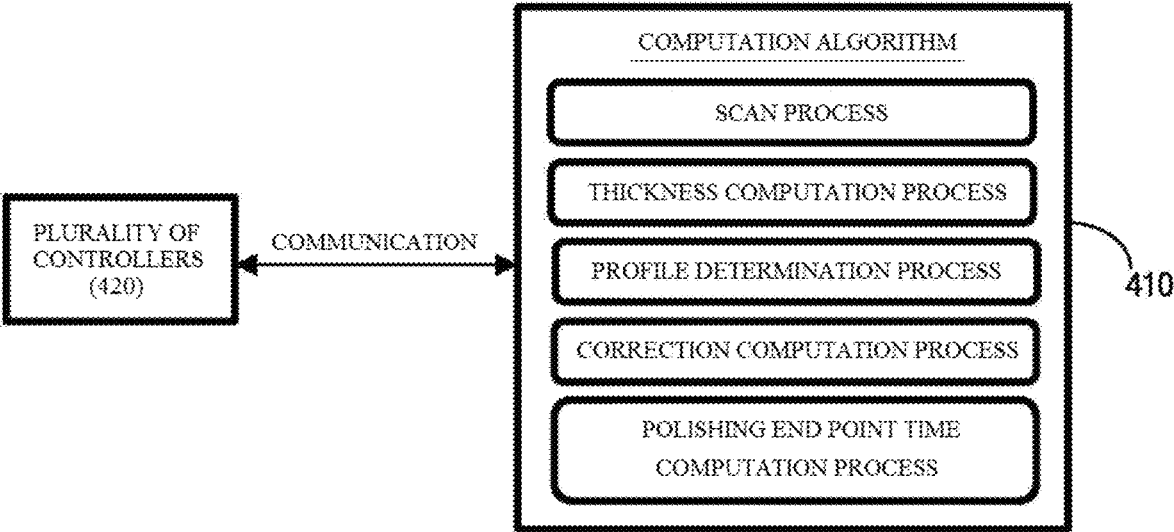 COMPUTATION ALGORITHM
SCAN PROCESS
THICKNESS COMPUTATION PROCESS
PROFILE DETERMINATION PROCESS
CORRECTION COMPUTATION PROCESS
POLISHING END POINT TIME
COMPUTATION PROCESS
PLURALITY OF
CONTROLLERS
(420)
COMMUNICATION
410